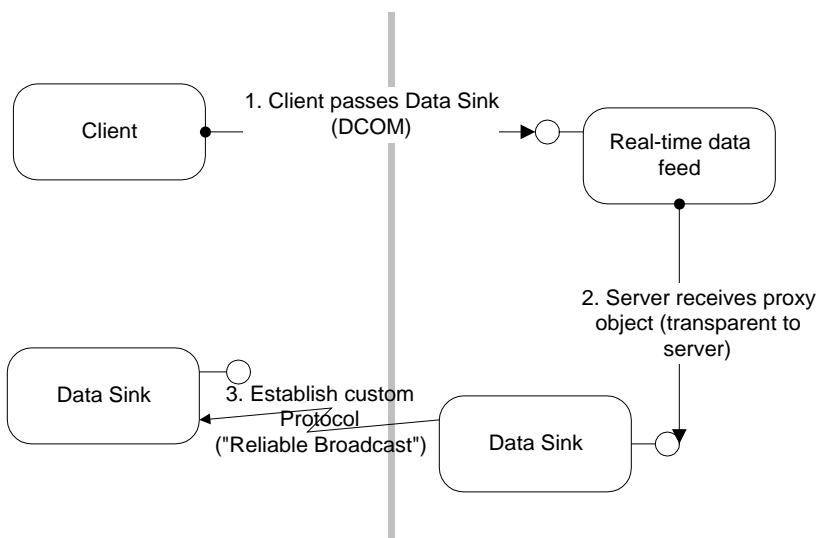 1. Client passes Data Sink
(DCOM)
Client
Real-time data
feed
2. Server receives proxy
object (transparent to
server)
Data Sink
3. Establish custom
Protocol
("Reliable Broadcast")
Data Sink